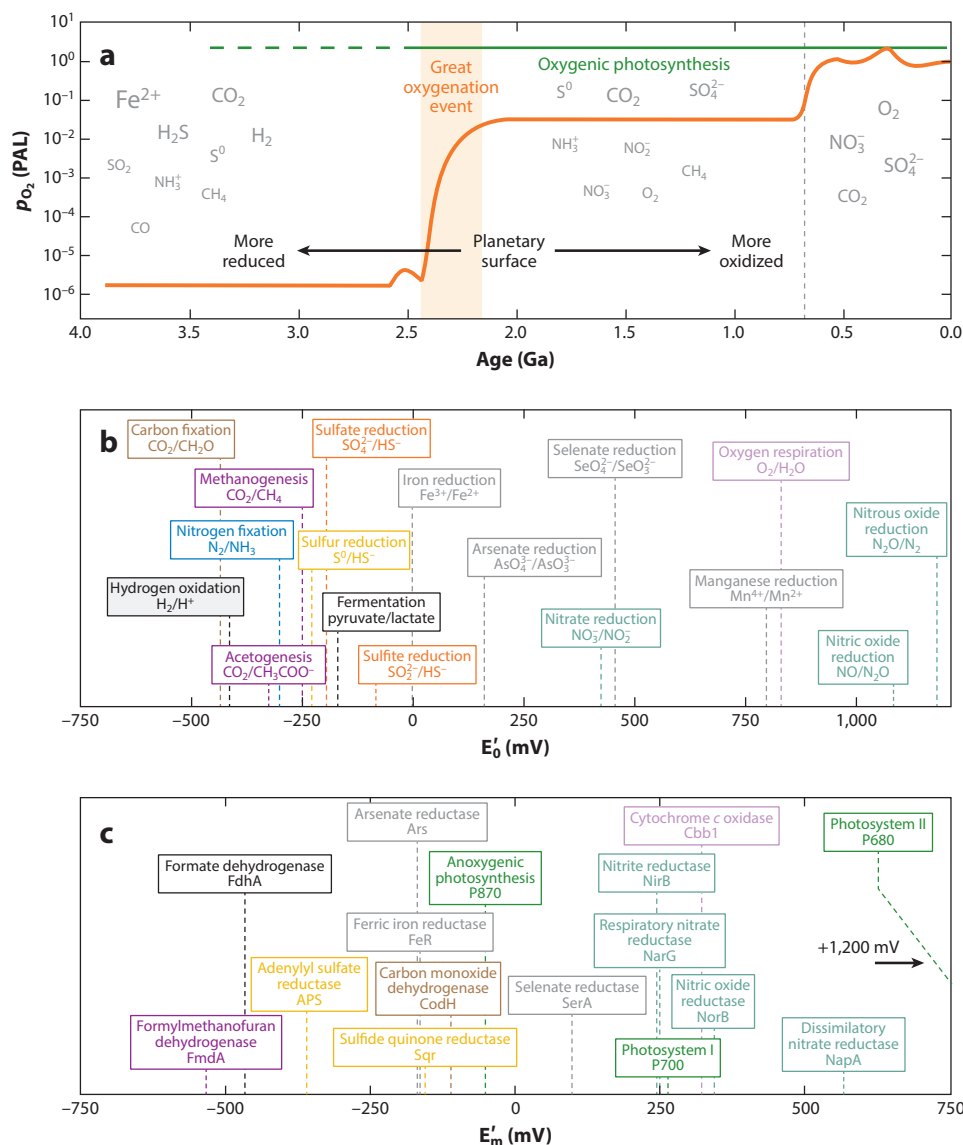 a
10¹
10⁰
10⁻¹
10⁻²
10⁻³
10⁻⁴
10⁻⁵
10⁻⁶
pO₂ (PAL)
Great
oxygenation
event
Oxygenic photosynthesis
Fe²⁺
CO₂
H₂S
H₂
SO₂
S⁰
NH₃⁺
CH₄
CO
S⁰
CO₂
SO₄²⁻
NH₃⁺
NO₂⁻
CH₄
NO₃⁻
O₂
O₂
NO₃⁻
SO₄²⁻
CO₂
More
reduced
Planetary
surface
More
oxidized
4.0 3.5 3.0 2.5 2.0 1.5 1.0 0.5 0.0
Age (Ga)
b
Carbon fixation
CO₂/CH₂O
Sulfate reduction
SO₄²⁻/HS⁻
Methanogenesis
CO₂/CH₄
Iron reduction
Fe³⁺/Fe²⁺
Selenate reduction
SeO₄²⁻/SeO₃²⁻
Oxygen respiration
O₂/H₂O
Nitrogen fixation
N₂/NH₃
Sulfur reduction
S⁰/HS⁻
Arsenate reduction
AsO₄³⁻/AsO₃³⁻
Nitrous oxide
reduction
N₂O/N₂
Hydrogen oxidation
H₂/H⁺
Fermentation
pyruvate/lactate
Manganese reduction
Mn⁴⁺/Mn²⁺
Acetogenesis
CO₂/CH₃COO⁻
Sulfite reduction
SO₂²⁻/HS⁻
Nitrate reduction
NO₃⁻/NO₂⁻
Nitric oxide
reduction
NO/N₂O
−750 −500 −250 0 250 500 750 1,000
E′₀ (mV)
c
Arsenate reductase
Ars
Cytochrome c oxidase
Cbb1
Photosystem II
P680
Formate dehydrogenase
FdhA
Anoxygenic
photosynthesis
P870
Nitrite reductase
NirB
Ferric iron reductase
FeR
Respiratory nitrate
reductase
NarG
+1,200 mV
Adenylyl sulfate
reductase
APS
Carbon monoxide
dehydrogenase
CodH
Selenate reductase
SerA
Nitric oxide
reductase
NorB
Formylmethanofuran
dehydrogenase
FmdA
Sulfide quinone reductase
Sqr
Photosystem I
P700
Dissimilatory
nitrate reductase
NapA
−750 −500 −250 0 250 500 750
E′ₘ (mV)